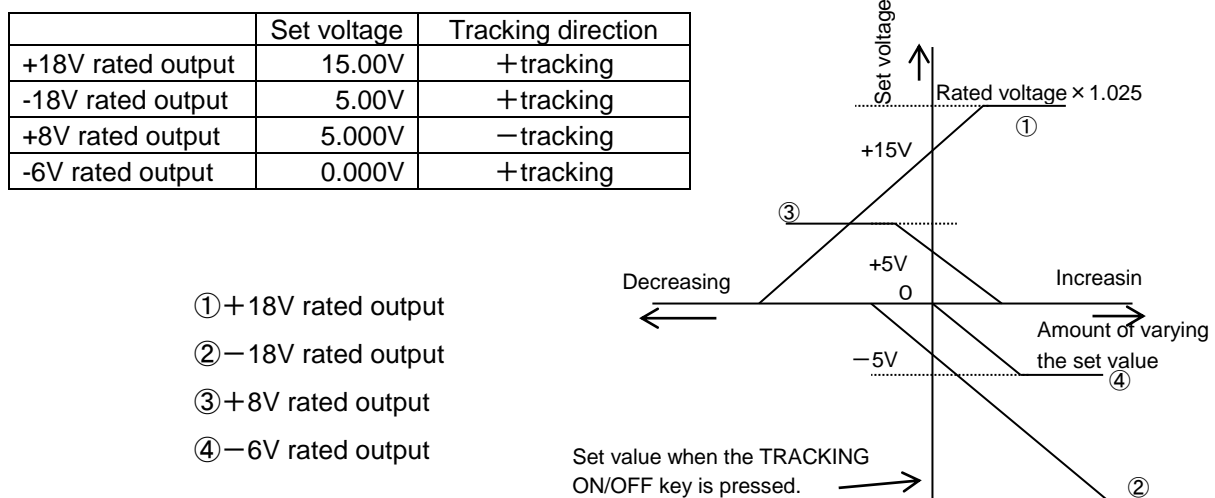 Set voltage Tracking direction
+18V rated output 15.00V ＋tracking
-18V rated output 5.00V ＋tracking
+8V rated output 5.000V －tracking
-6V rated output 0.000V ＋tracking
①＋18V rated output
②－18V rated output
③＋8V rated output
④－6V rated output
Set voltage
Rated voltage×1.025
①
+15V
③
+5V
Decreasing
0
Increasin
Amount of varying
the set value
－5V
④
Set value when the TRACKING
ON/OFF key is pressed.
②